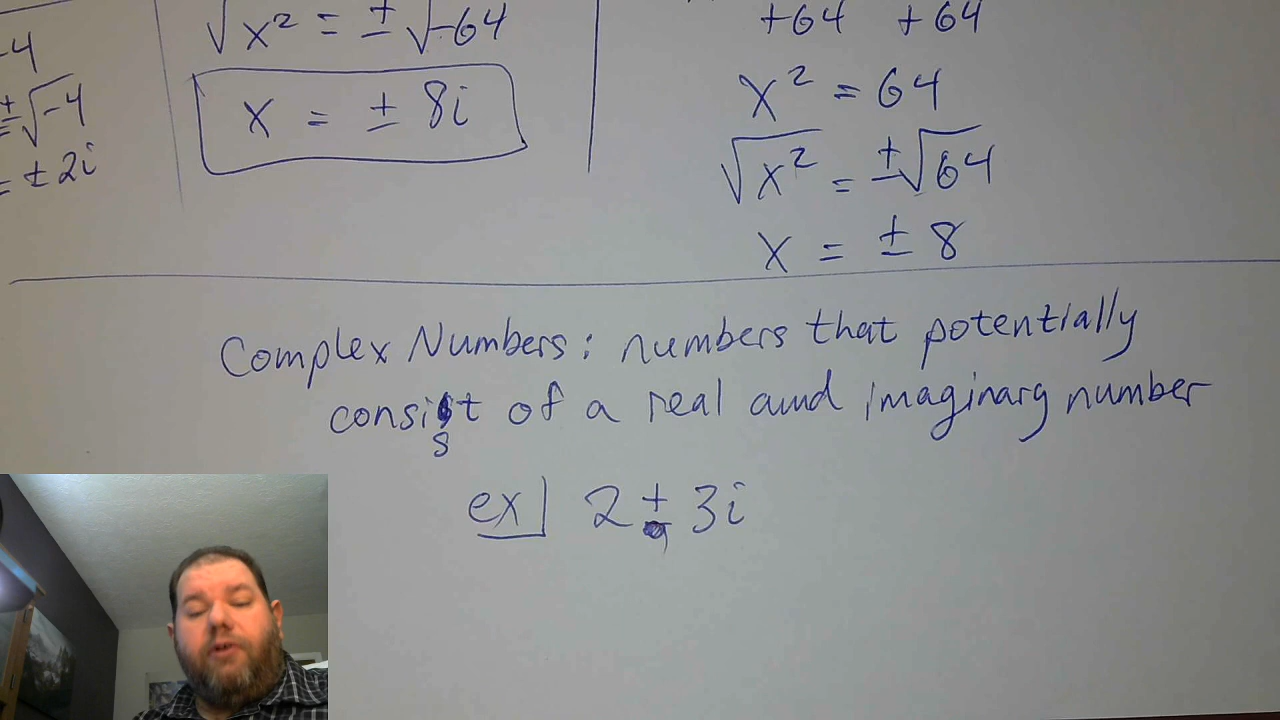 -4
±√-4
= ± 2i
√x² = ± √-64
x = ± 8i
+64 +64
x² = 64
√x² = ±√64
x = ± 8
Complex Numbers: numbers that potentially
consist of a real and imaginary number
s
ex] 2 + 3i